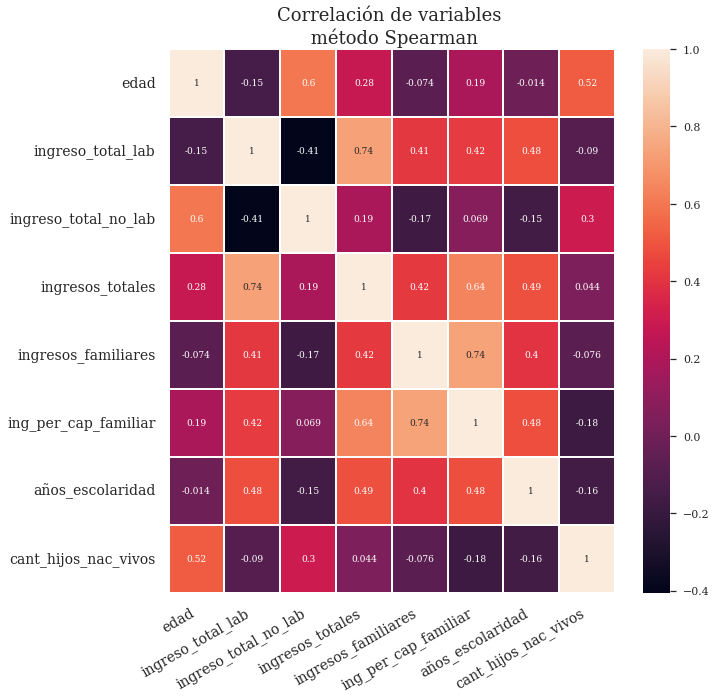 Correlación de variables
método Spearman
edad 1 -0.15 0.6 0.28 -0.074 0.19 -0.014 0.52
ingreso_total_lab -0.15 1 -0.41 0.74 0.41 0.42 0.48 -0.09
ingreso_total_no_lab 0.6 -0.41 1 0.19 -0.17 0.069 -0.15 0.3
ingresos_totales 0.28 0.74 0.19 1 0.42 0.64 0.49 0.044
ingresos_familiares -0.074 0.41 -0.17 0.42 1 0.74 0.4 -0.076
ing_per_cap_familiar 0.19 0.42 0.069 0.64 0.74 1 0.48 -0.18
años_escolaridad -0.014 0.48 -0.15 0.49 0.4 0.48 1 -0.16
cant_hijos_nac_vivos 0.52 -0.09 0.3 0.044 -0.076 -0.18 -0.16 1
edad
ingreso_total_lab
ingreso_total_no_lab
ingresos_totales
ingresos_familiares
ing_per_cap_familiar
años_escolaridad
cant_hijos_nac_vivos
1.0
0.8
0.6
0.4
0.2
0.0
−0.2
−0.4